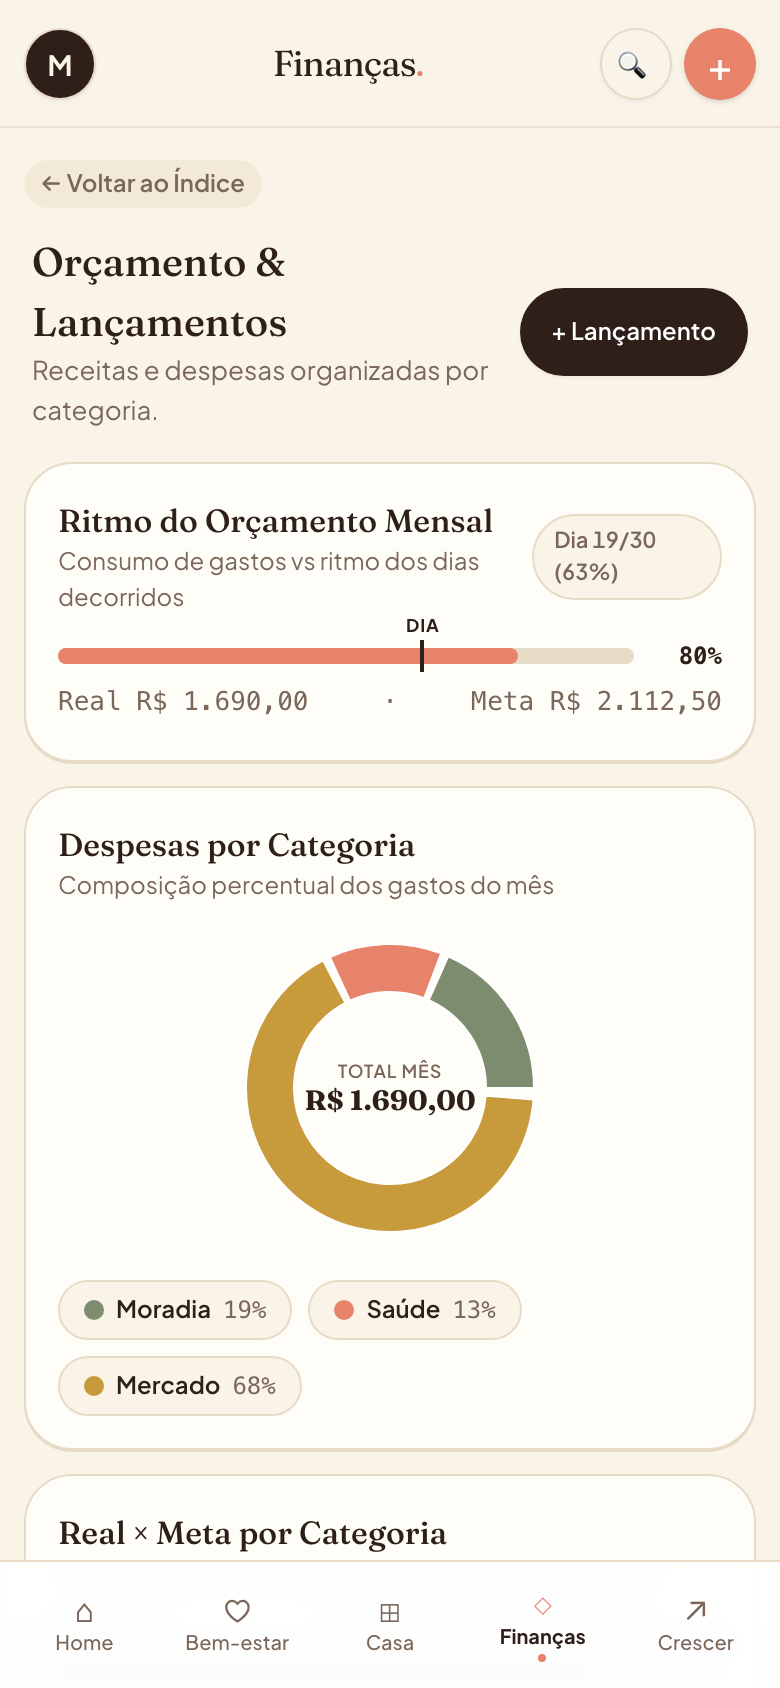 M
Finanças.
+
← Voltar ao Índice
Orçamento &
Lançamentos
Receitas e despesas organizadas por
categoria.
+ Lançamento
Ritmo do Orçamento Mensal
Consumo de gastos vs ritmo dos dias
decorridos
Dia 19/30
(63%)
DIA
80%
Real R$ 1.690,00 · Meta R$ 2.112,50
Despesas por Categoria
Composição percentual dos gastos do mês
TOTAL MÊS
R$ 1.690,00
Moradia 19%
Saúde 13%
Mercado 68%
Real × Meta por Categoria
Home
Bem-estar
Casa
Finanças
Crescer